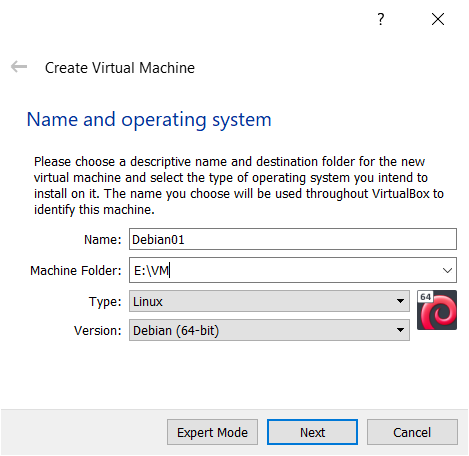 ?
Create Virtual Machine
Name and operating system
Please choose a descriptive name and destination folder for the new
virtual machine and select the type of operating system you intend to
install on it. The name you choose will be used throughout VirtualBox to
identify this machine.
Name: Debian01
Machine Folder: E:\VM
Type: Linux
64
Version: Debian (64-bit)
Expert Mode Next Cancel